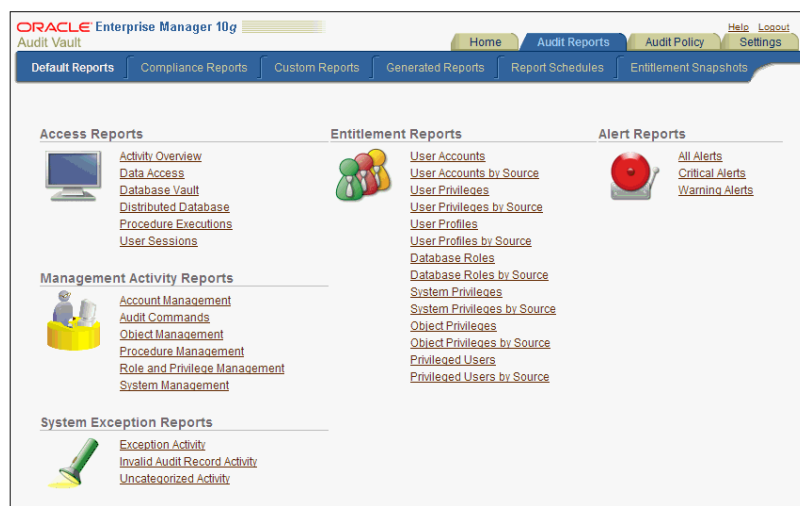 ORACLE Enterprise Manager 10g
Audit Vault
Help Logout
Home Audit Reports Audit Policy Settings
Default Reports Compliance Reports Custom Reports Generated Reports Report Schedules Entitlement Snapshots
Access Reports
Activity Overview
Data Access
Database Vault
Distributed Database
Procedure Executions
User Sessions
Management Activity Reports
Account Management
Audit Commands
Object Management
Procedure Management
Role and Privilege Management
System Management
System Exception Reports
Exception Activity
Invalid Audit Record Activity
Uncategorized Activity
Entitlement Reports
User Accounts
User Accounts by Source
User Privileges
User Privileges by Source
User Profiles
User Profiles by Source
Database Roles
Database Roles by Source
System Privileges
System Privileges by Source
Object Privileges
Object Privileges by Source
Privileged Users
Privileged Users by Source
Alert Reports
All Alerts
Critical Alerts
Warning Alerts